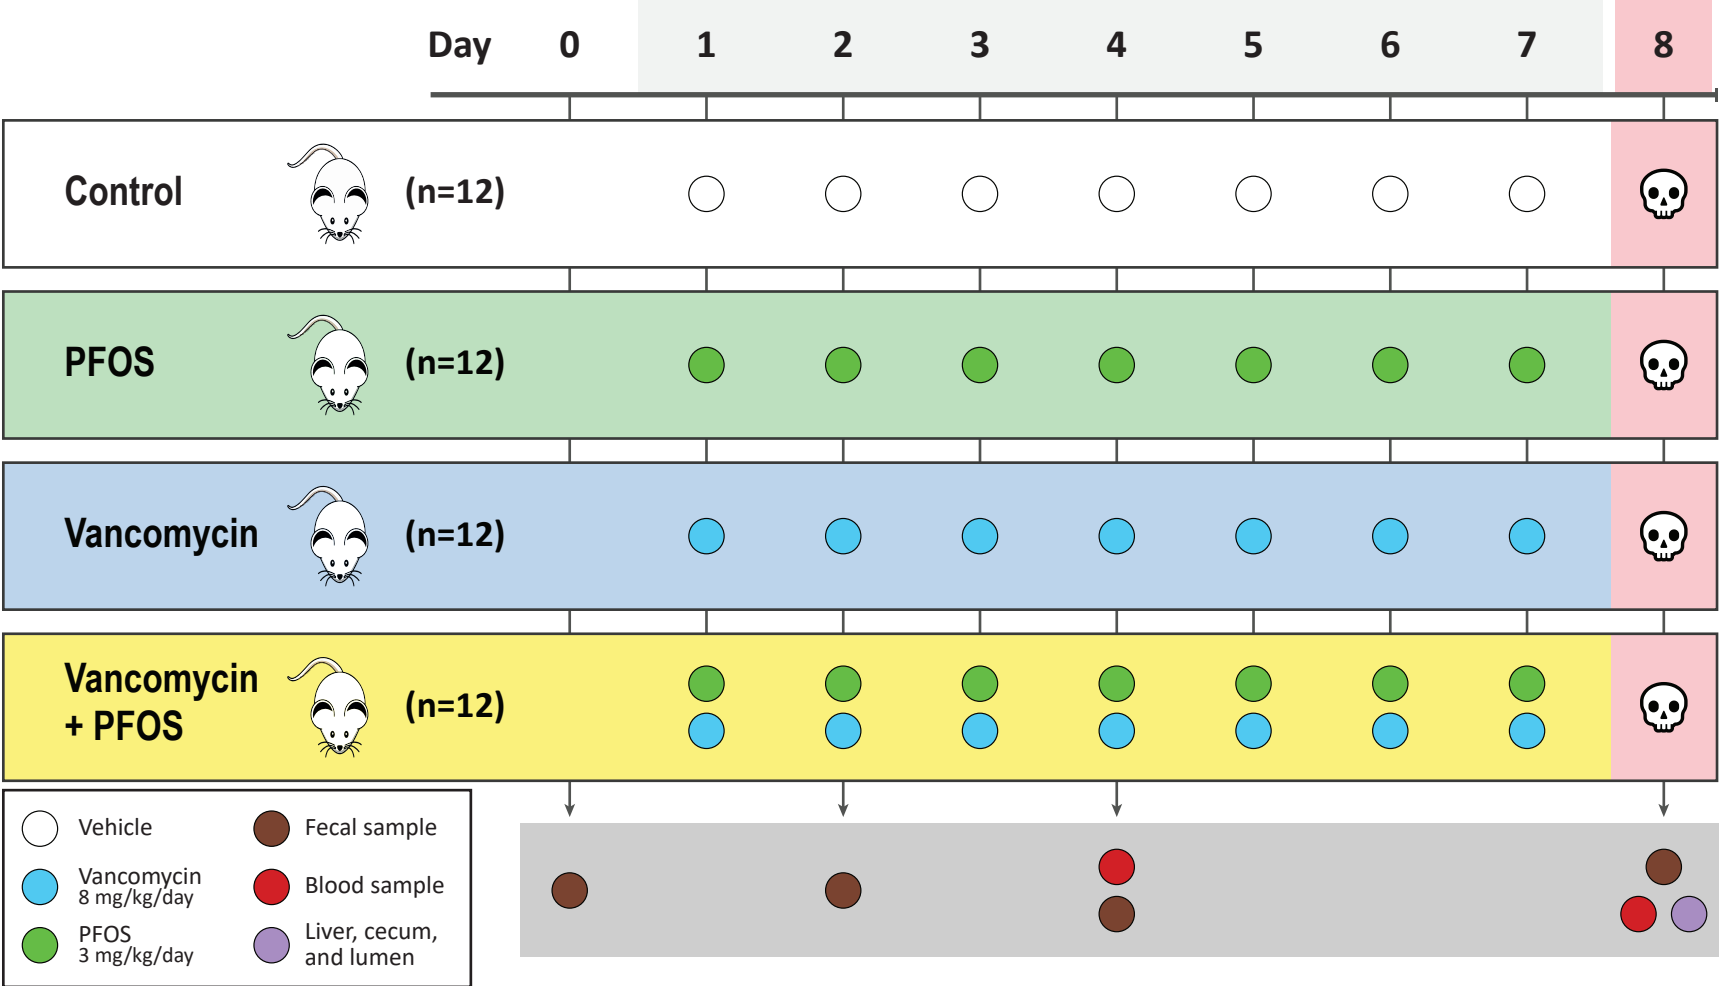 Day 0 1 2 3 4 5 6 7 8
Control (n=12)
PFOS (n=12)
Vancomycin (n=12)
Vancomycin
+ PFOS
(n=12)
Vehicle
Vancomycin
8 mg/kg/day
PFOS
3 mg/kg/day
Fecal sample
Blood sample
Liver, cecum,
and lumen